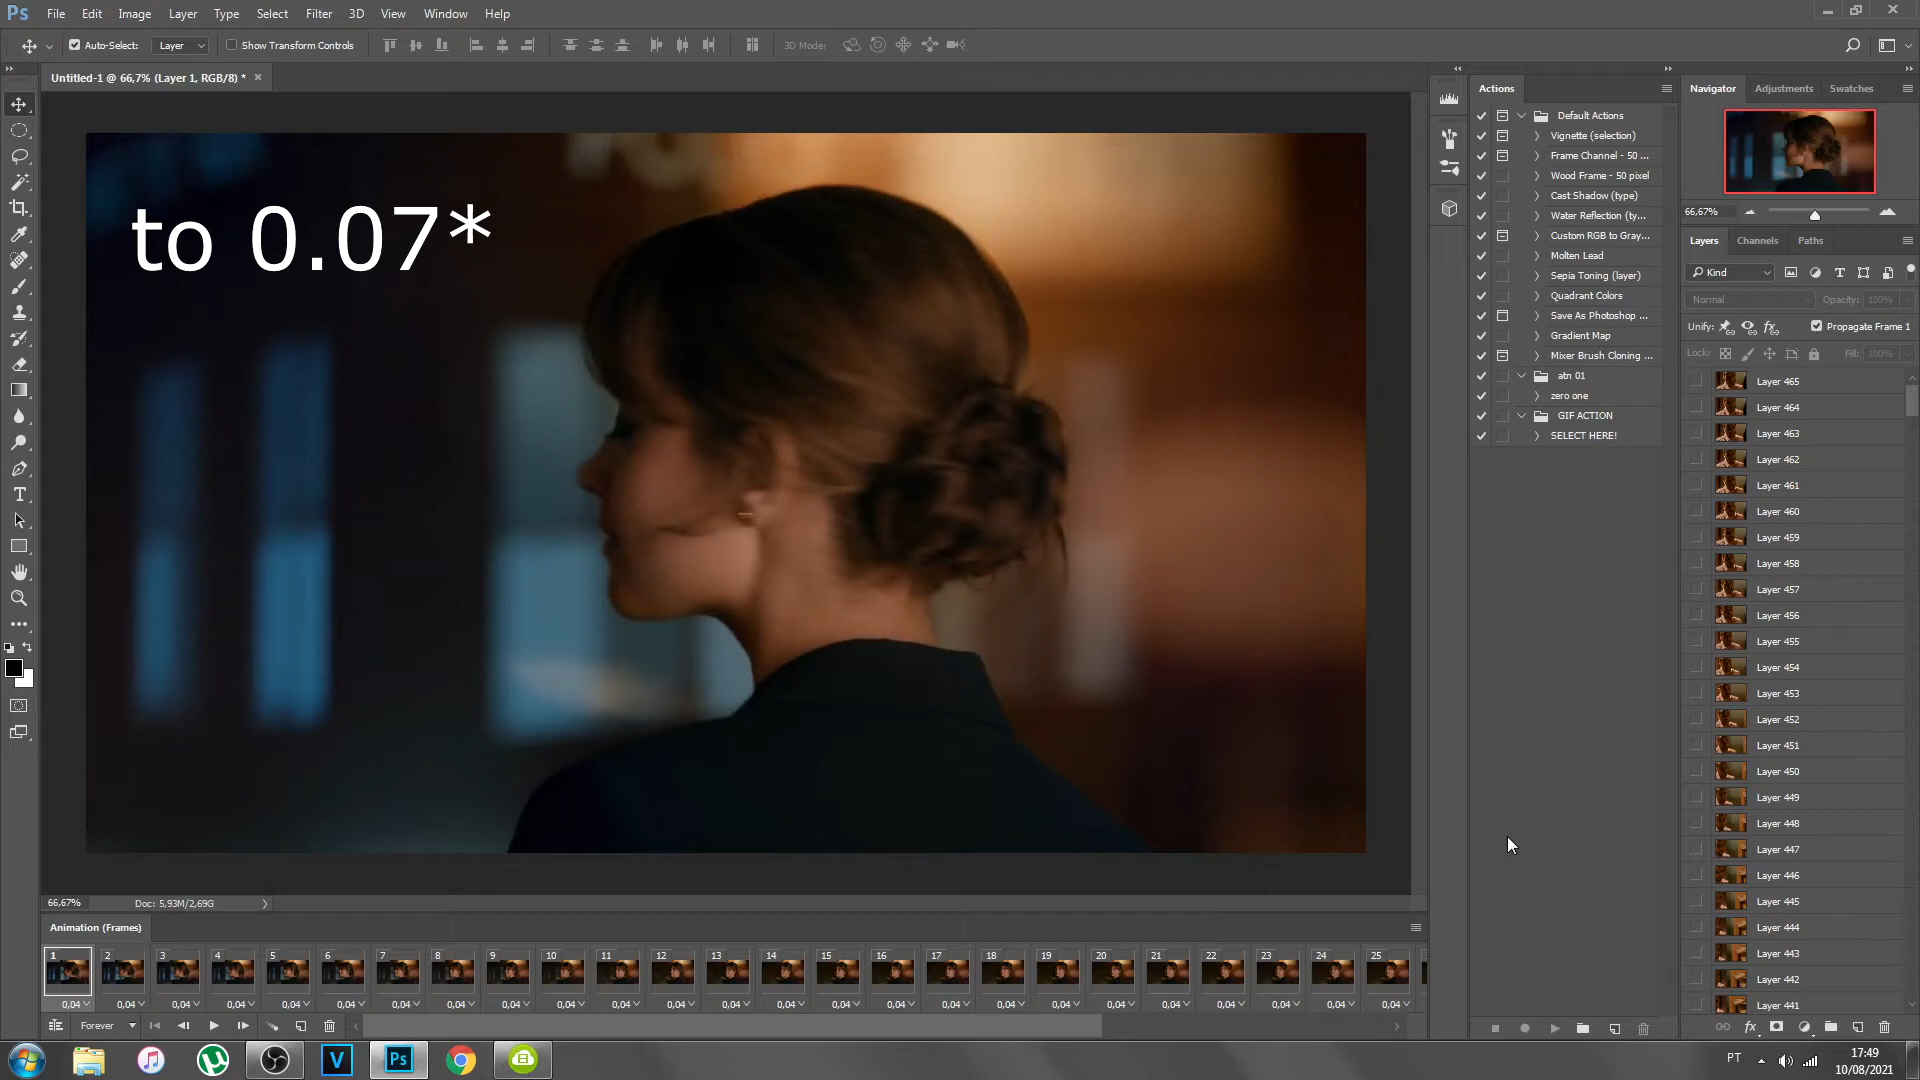 Ps File Edit Image Layer Type Select Filter 3D View Window Help
Auto-Select: Layer Show Transform Controls 3D Mode:
Untitled-1 @ 66,7% (Layer 1, RGB/8) * ×
to 0.07*
66,67% Doc: 5,93M/2,69G
Animation (Frames)
1 2 3 4 5 6 7 8 9 10 11 12 13 14 15 16 17 18 19 20 21 22 23 24 25
0,04 0,04 0,04 0,04 0,04 0,04 0,04 0,04 0,04 0,04 0,04 0,04 0,04 0,04 0,04 0,04 0,04 0,04 0,04 0,04 0,04 0,04 0,04 0,04 0,04
Forever
Actions
Default Actions
Vignette (selection)
Frame Channel - 50 ...
Wood Frame - 50 pixel
Cast Shadow (type)
Water Reflection (ty...
Custom RGB to Gray...
Molten Lead
Sepia Toning (layer)
Quadrant Colors
Save As Photoshop ...
Gradient Map
Mixer Brush Cloning ...
atn 01
zero one
GIF ACTION
SELECT HERE!
Navigator Adjustments Swatches
66,67%
Layers Channels Paths
Kind
Normal Opacity: 100%
Unify: Propagate Frame 1
Lock: Fill: 100%
Layer 465
Layer 464
Layer 463
Layer 462
Layer 461
Layer 460
Layer 459
Layer 458
Layer 457
Layer 456
Layer 455
Layer 454
Layer 453
Layer 452
Layer 451
Layer 450
Layer 449
Layer 448
Layer 447
Layer 446
Layer 445
Layer 444
Layer 443
Layer 442
Layer 441
V Ps
PT 17:49
10/08/2021